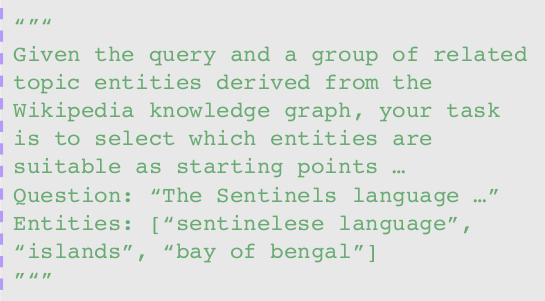 “”“
Given the query and a group of related
topic entities derived from the
Wikipedia knowledge graph, your task
is to select which entities are
suitable as starting points …
Question: “The Sentinels language …”
Entities: [“sentinelese language”,
“islands”, “bay of bengal”]
”“”